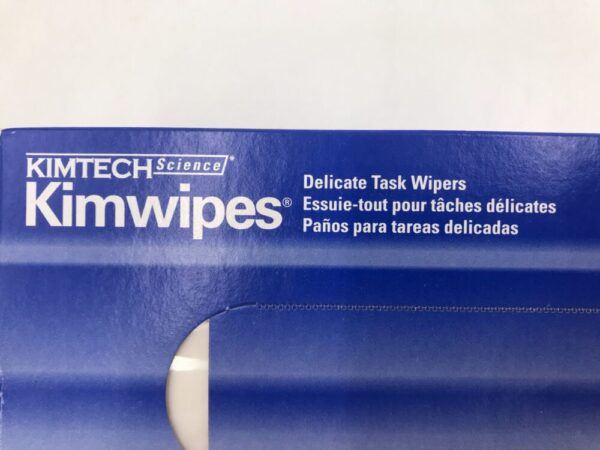 KIMTECH Science*
Kimwipes®
Delicate Task Wipers
Essuie-tout pour tâches délicates
Paños para tareas delicadas